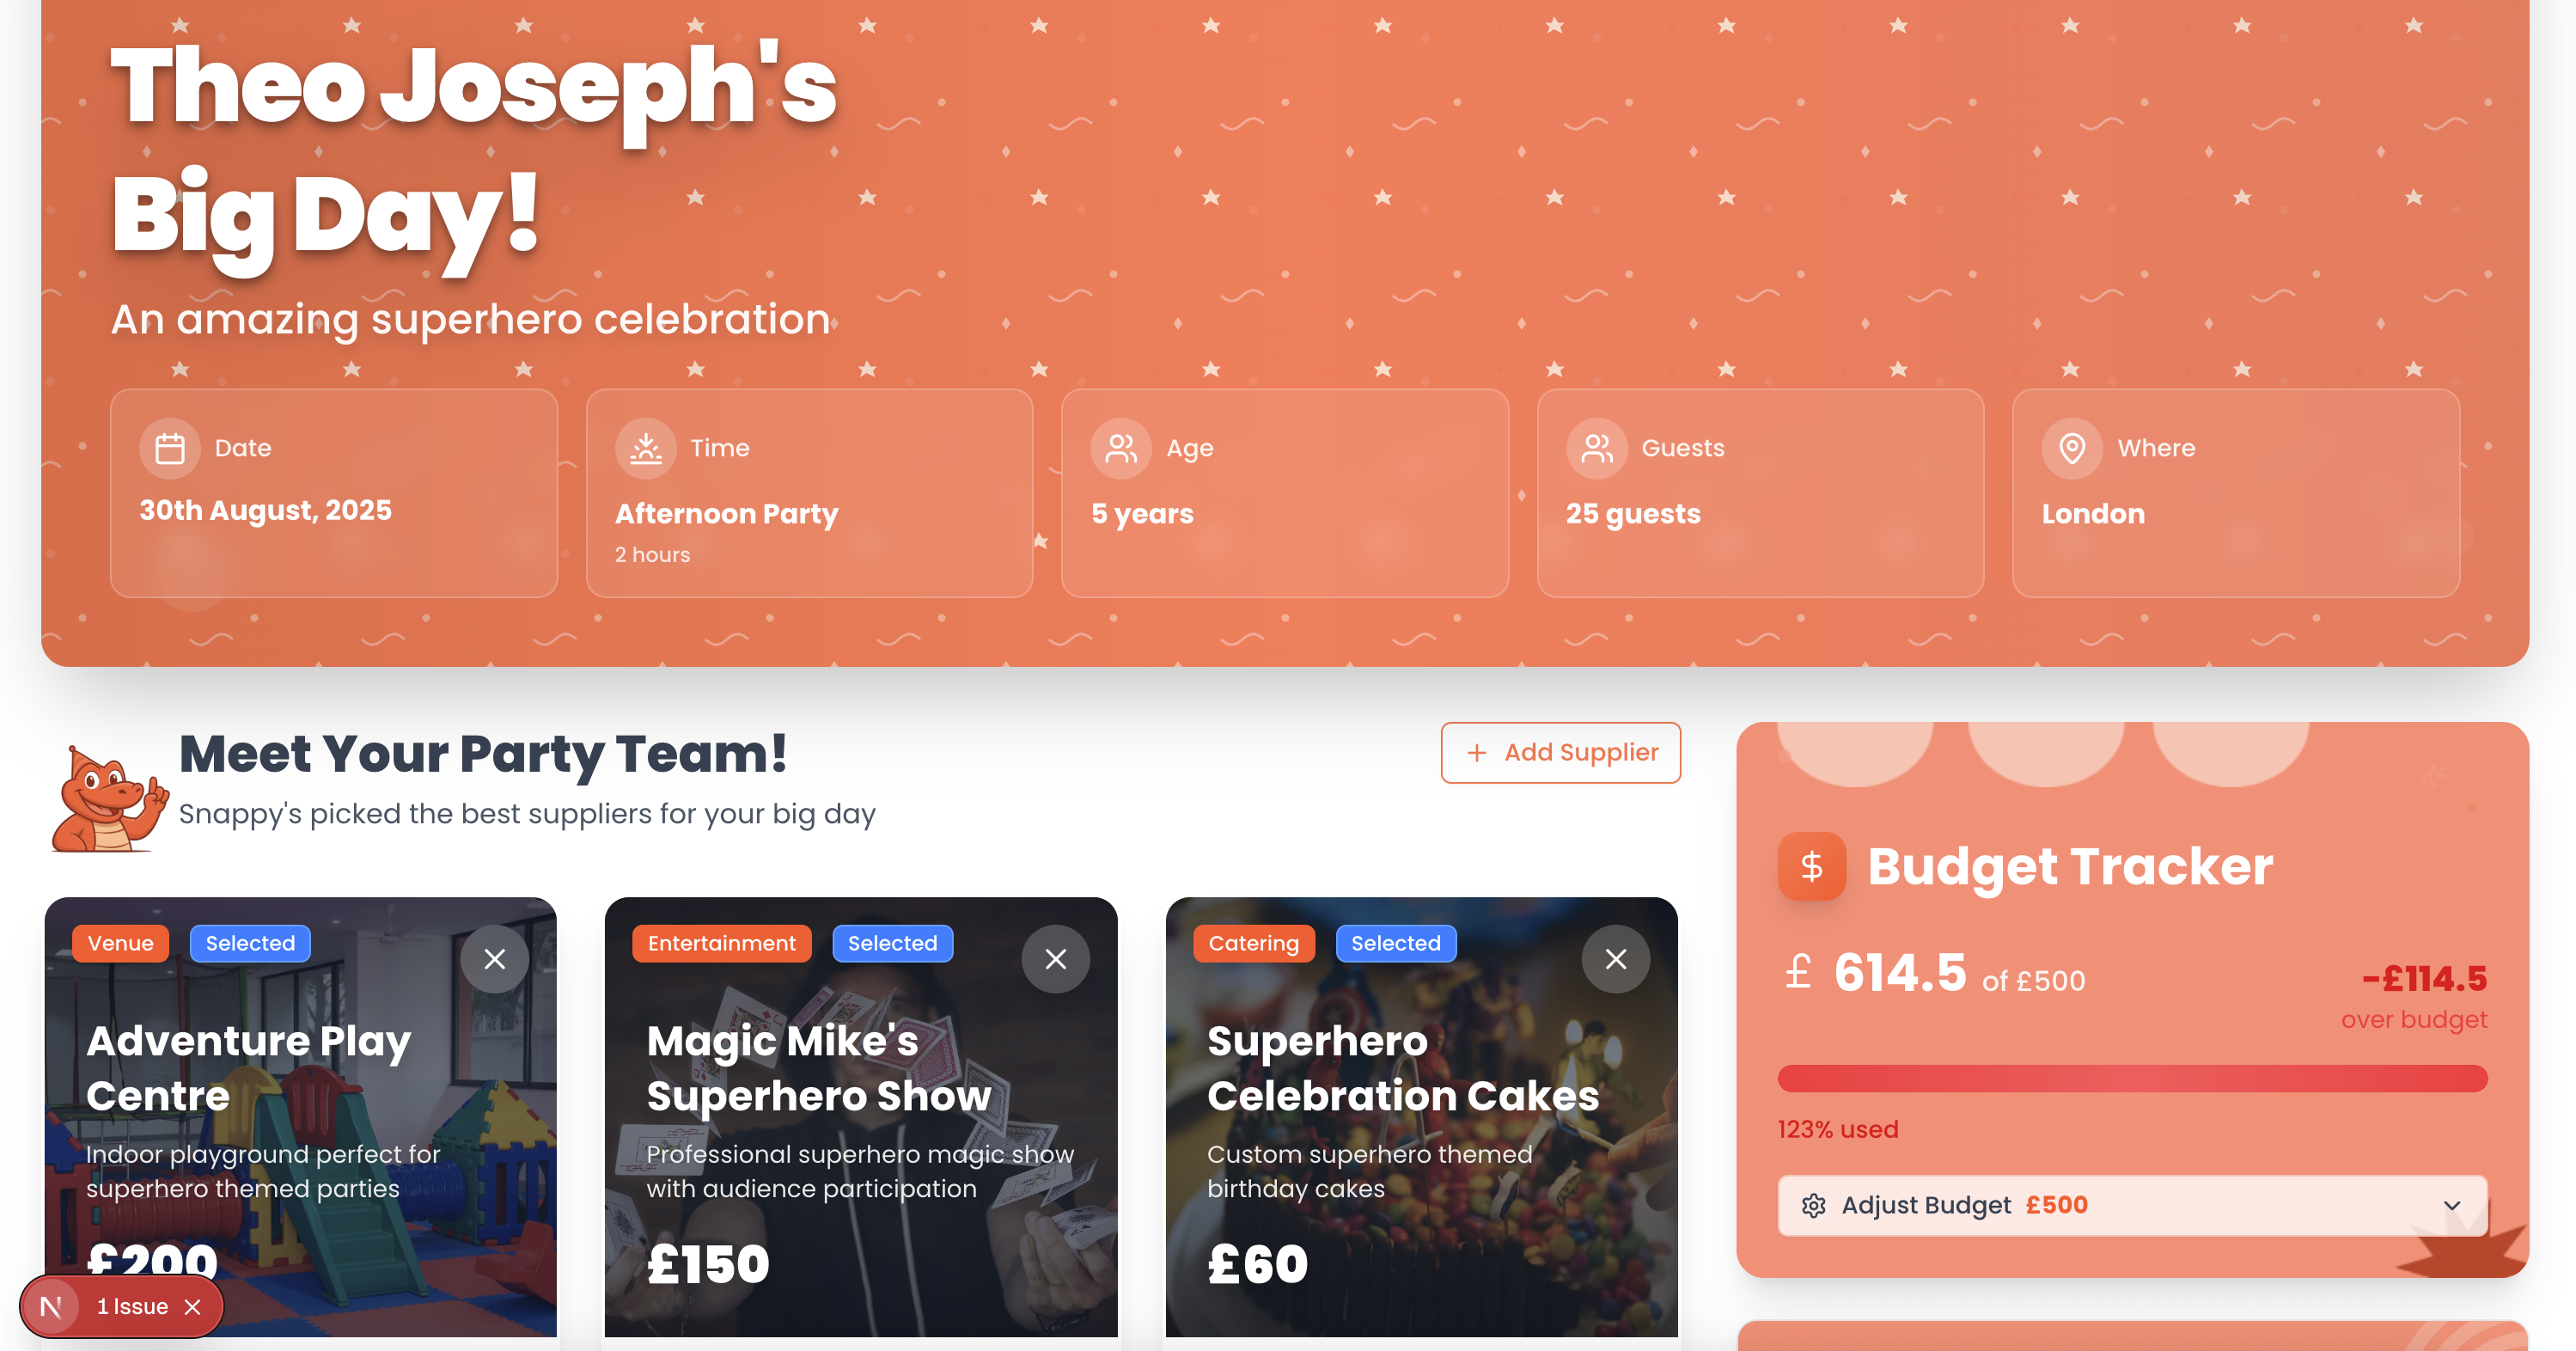 Theo Joseph's
Big Day!
An amazing superhero celebration
Date
30th August, 2025
Time
Afternoon Party
2 hours
Age
5 years
Guests
25 guests
Where
London
Meet Your Party Team!
Snappy's picked the best suppliers for your big day
+ Add Supplier
Venue
Selected
Adventure Play
Centre
Indoor playground perfect for
superhero themed parties
£200
Entertainment
Selected
Magic Mike's
Superhero Show
Professional superhero magic show
with audience participation
£150
Catering
Selected
Superhero
Celebration Cakes
Custom superhero themed
birthday cakes
£60
$ Budget Tracker
£ 614.5 of £500
-£114.5
over budget
123% used
Adjust Budget £500
N 1 Issue